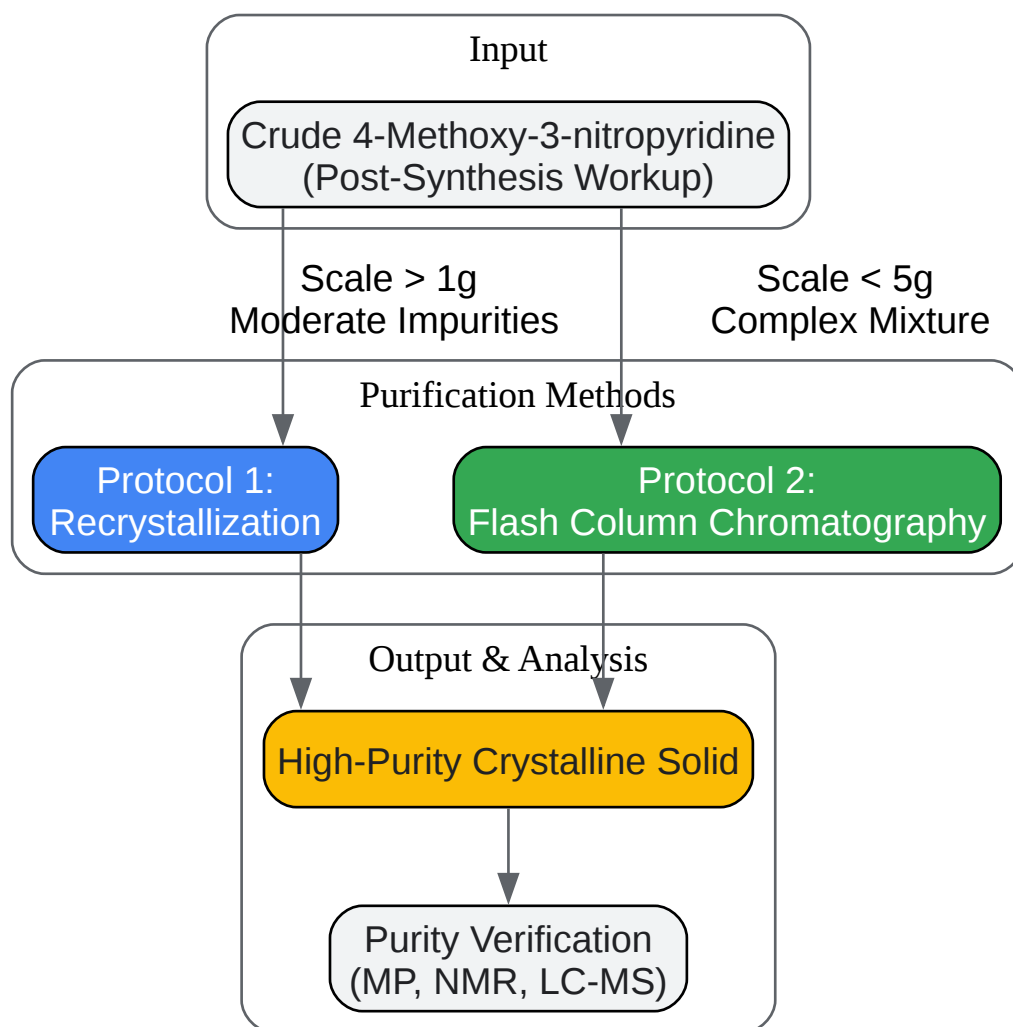 Input
Crude 4-Methoxy-3-nitropyridine
(Post-Synthesis Workup)
Scale > 1g
Moderate Impurities
Scale < 5g
Complex Mixture
Purification Methods
Protocol 1:
Recrystallization
Protocol 2:
Flash Column Chromatography
Output & Analysis
High-Purity Crystalline Solid
Purity Verification
(MP, NMR, LC-MS)